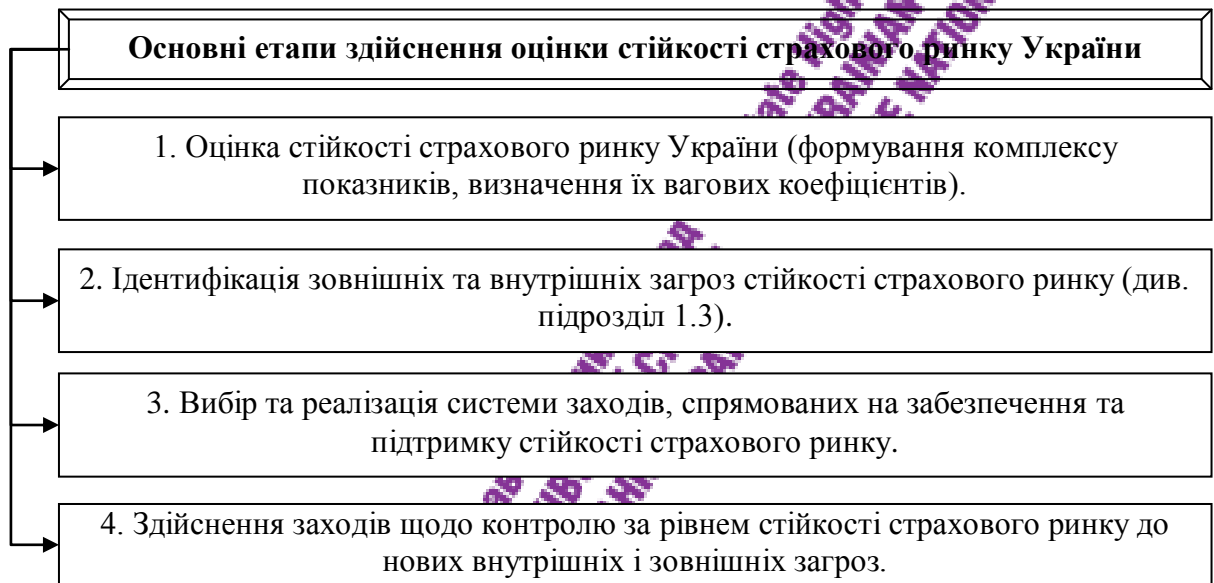 Основні етапи здійснення оцінки стійкості страхового ринку України
1. Оцінка стійкості страхового ринку України (формування комплексу
показників, визначення їх вагових коефіцієнтів).
2. Ідентифікація зовнішніх та внутрішніх загроз стійкості страхового ринку (див.
підрозділ 1.3).
3. Вибір та реалізація системи заходів, спрямованих на забезпечення та
підтримку стійкості страхового ринку.
4. Здійснення заходів щодо контролю за рівнем стійкості страхового ринку до
нових внутрішніх і зовнішніх загроз.